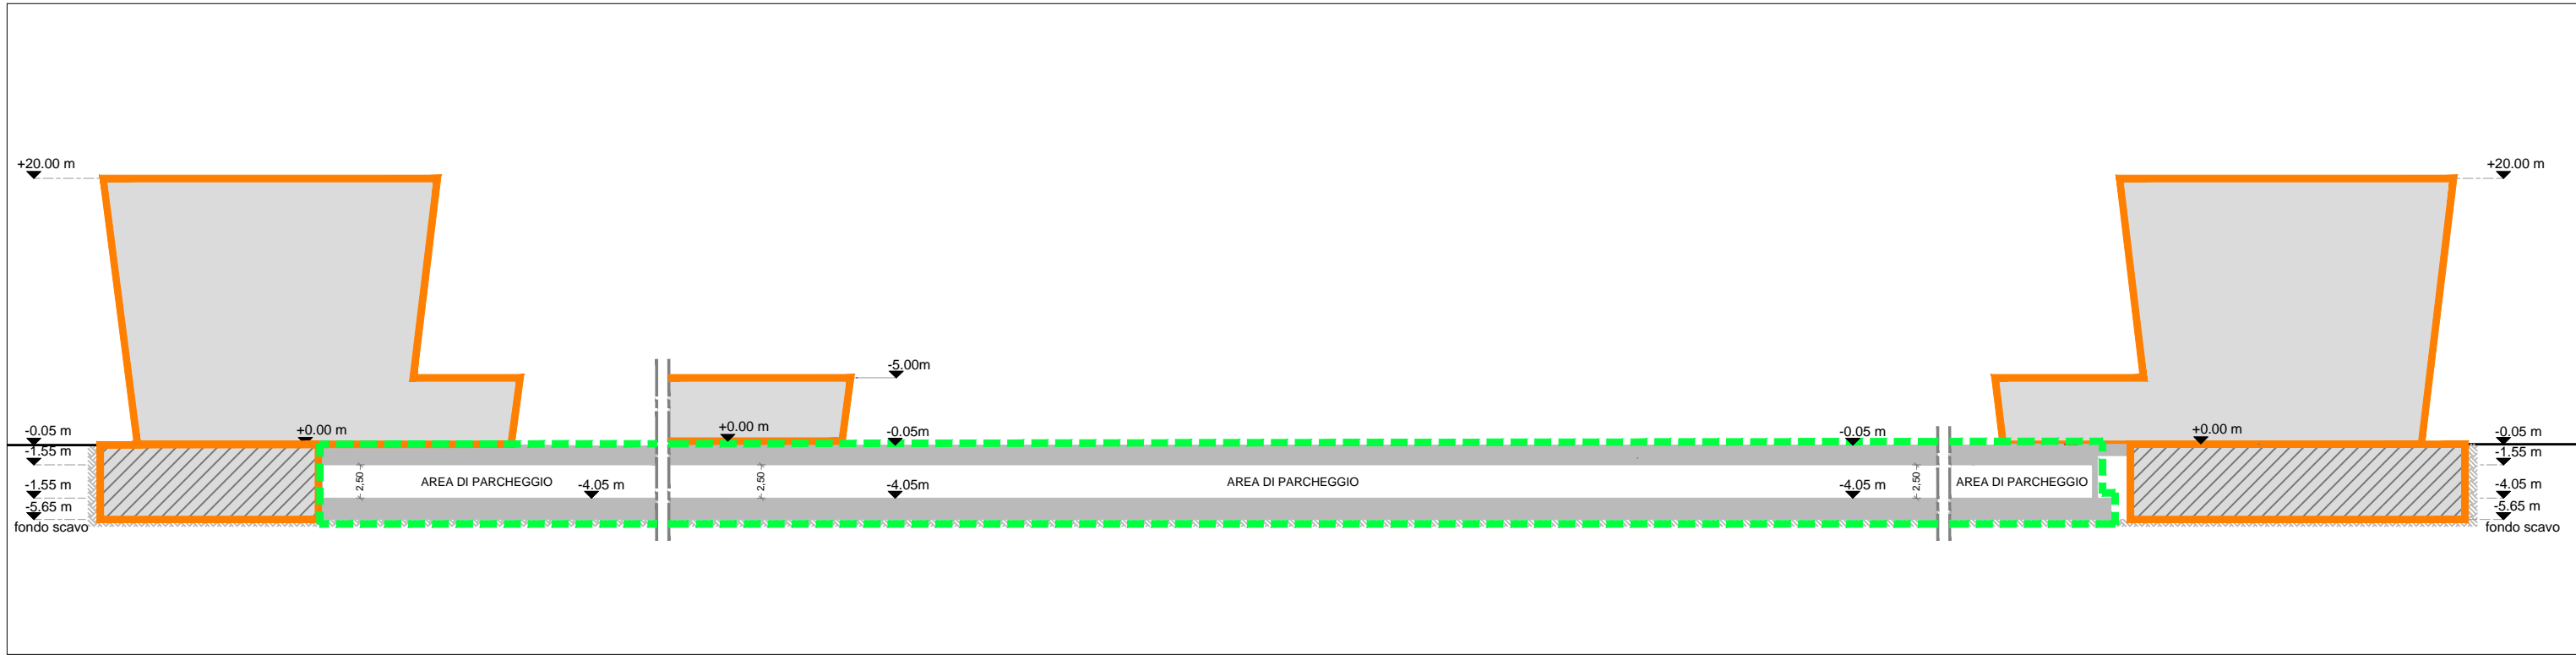 +20.00 m
+20.00 m
-5.00m
-0.05 m
+0.00 m
+0.00 m
-0.05m
-0.05 m
+0.00 m
-0.05 m
-1.55 m
-1.55 m
2,50
AREA DI PARCHEGGIO
-4.05 m
2,50
-4.05m
AREA DI PARCHEGGIO
-4.05 m
2,50
AREA DI PARCHEGGIO
-1.55 m
-4.05 m
-5.65 m
-5.65 m
fondo scavo
fondo scavo